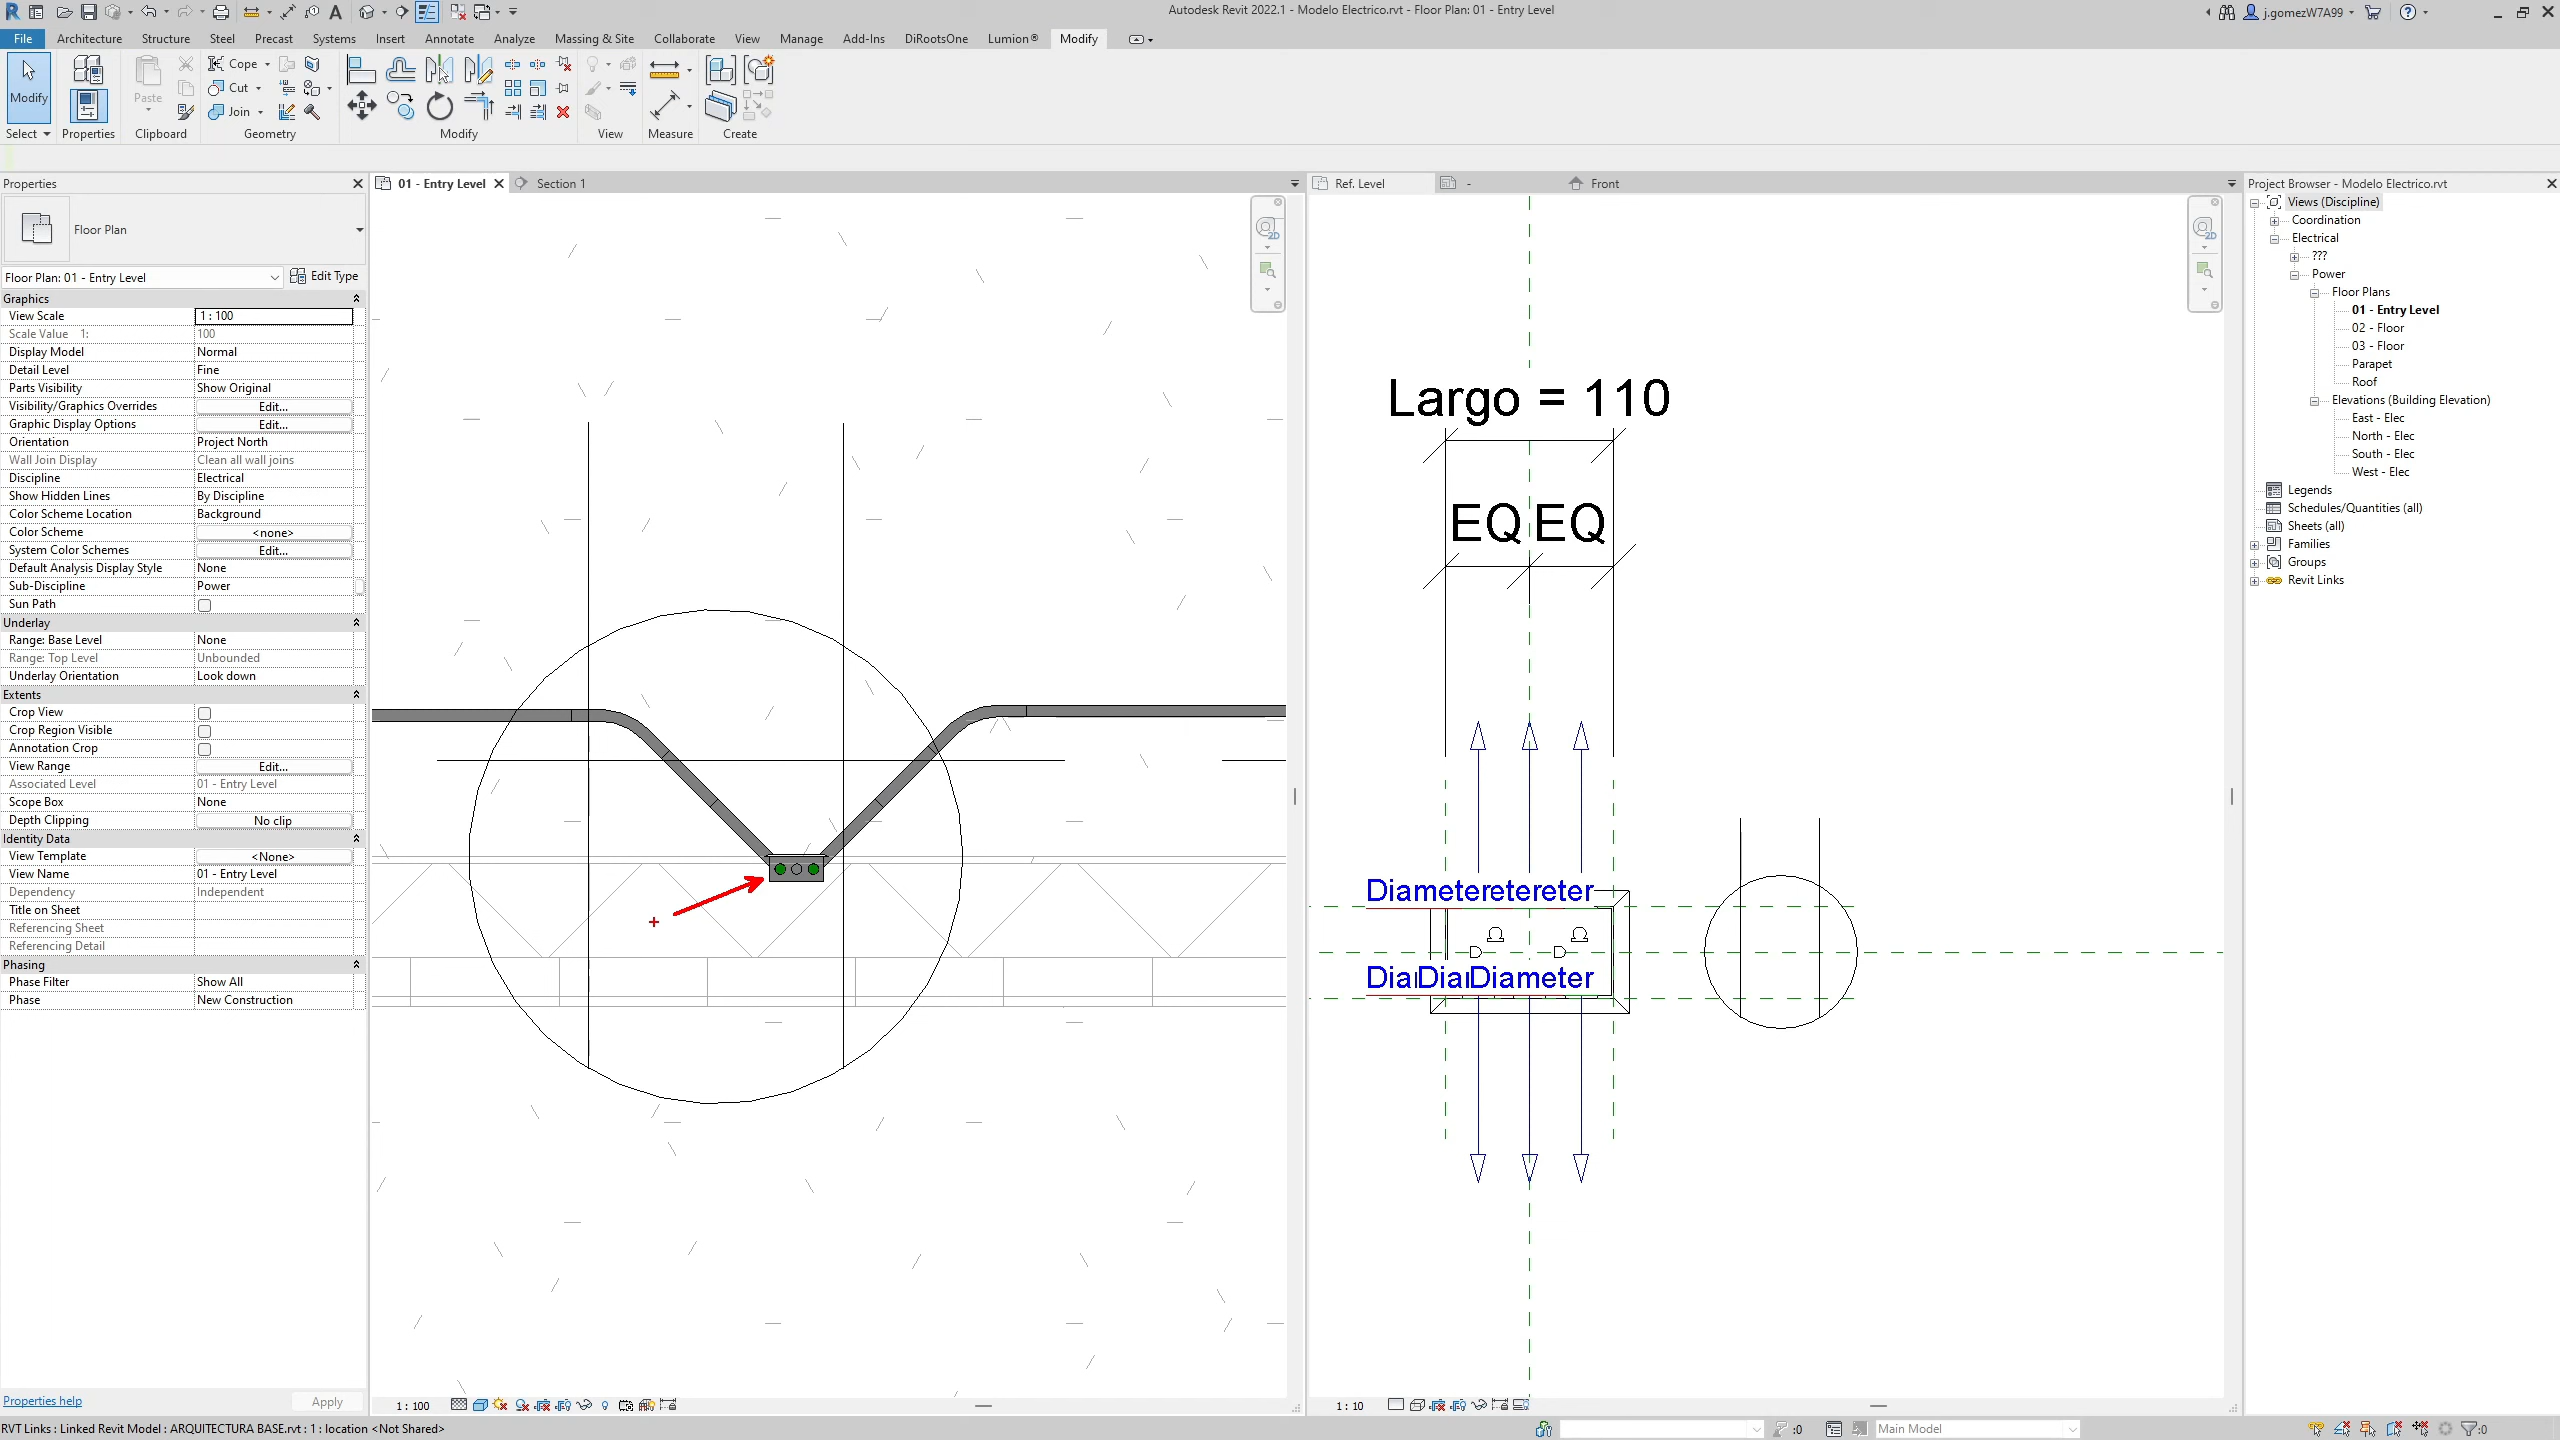 Autodesk Revit 2022.1 - Modelo Electrico.rvt - Floor Plan: 01 - Entry Level
j.gomezW7A99
File Architecture Structure Steel Precast Systems Insert Annotate Analyze Massing & Site Collaborate View Manage Add-Ins DiRootsOne Lumion® Modify
Modify
Paste
Cope
Cut
Join
Select Properties Clipboard Geometry Modify View Measure Create
Properties
Floor Plan
Floor Plan: 01 - Entry Level Edit Type
Graphics
View Scale 1 : 100
Scale Value 1: 100
Display Model Normal
Detail Level Fine
Parts Visibility Show Original
Visibility/Graphics Overrides Edit...
Graphic Display Options Edit...
Orientation Project North
Wall Join Display Clean all wall joins
Discipline Electrical
Show Hidden Lines By Discipline
Color Scheme Location Background
Color Scheme <none>
System Color Schemes Edit...
Default Analysis Display Style None
Sub-Discipline Power
Sun Path
Underlay
Range: Base Level None
Range: Top Level Unbounded
Underlay Orientation Look down
Extents
Crop View
Crop Region Visible
Annotation Crop
View Range Edit...
Associated Level 01 - Entry Level
Scope Box None
Depth Clipping No clip
Identity Data
View Template <None>
View Name 01 - Entry Level
Dependency Independent
Title on Sheet
Referencing Sheet
Referencing Detail
Phasing
Phase Filter Show All
Phase New Construction
Properties help Apply
01 - Entry Level Section 1
2D
1 : 100
Ref. Level - Front
2D
Largo = 110
EQ EQ
Diametereretereter
DiaDiaDiameter
1 : 10
Project Browser - Modelo Electrico.rvt
Views (Discipline)
Coordination
Electrical
???
Power
Floor Plans
01 - Entry Level
02 - Floor
03 - Floor
Parapet
Roof
Elevations (Building Elevation)
East - Elec
North - Elec
South - Elec
West - Elec
Legends
Schedules/Quantities (all)
Sheets (all)
Families
Groups
Revit Links
RVT Links : Linked Revit Model : ARQUITECTURA BASE.rvt : 1 : location <Not Shared> :0 Main Model :0